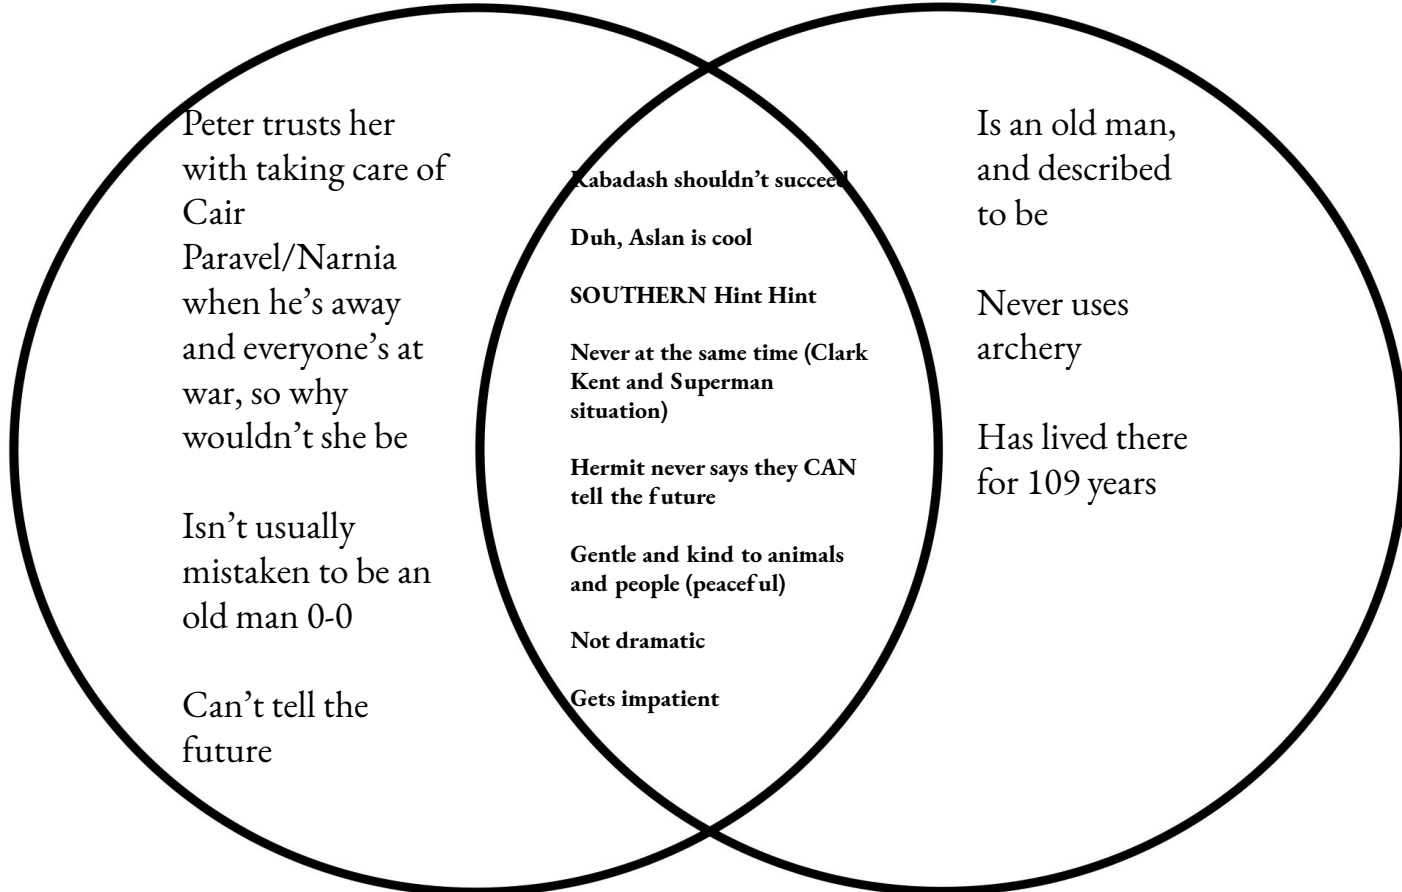 Peter trusts her
with taking care of
Cair
Paravel/Narnia
when he's away
and everyone's at
war, so why
wouldn't she be
Isn't usually
mistaken to be an
old man 0-0
Can't tell the
future
Rabadash shouldn't succeed
Duh, Aslan is cool
SOUTHERN Hint Hint
Never at the same time (Clark
Kent and Superman
situation)
Hermit never says they CAN
tell the future
Gentle and kind to animals
and people (peaceful)
Not dramatic
Gets impatient
Is an old man,
and described
to be
Never uses
archery
Has lived there
for 109 years